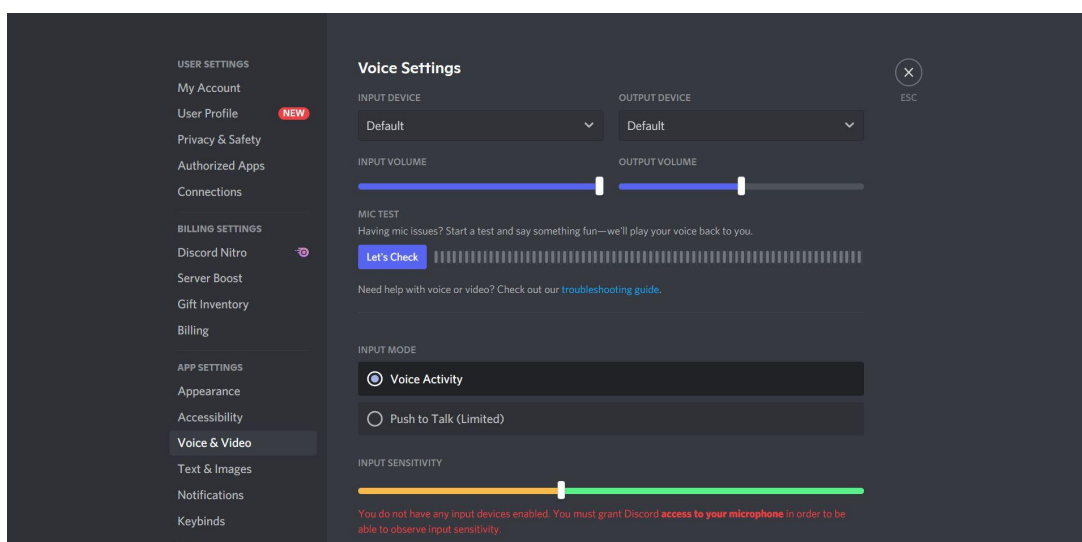 USER SETTINGS
My Account
User Profile
NEW
Privacy & Safety
Authorized Apps
Connections
BILLING SETTINGS
Discord Nitro
Server Boost
Gift Inventory
Billing
APP SETTINGS
Appearance
Accessibility
Voice & Video
Text & Images
Notifications
Keybinds
Voice Settings
INPUT DEVICE
Default
OUTPUT DEVICE
Default
INPUT VOLUME
OUTPUT VOLUME
MIC TEST
Having mic issues? Start a test and say something fun—we'll play your voice back to you.
Let's Check
Need help with voice or video? Check out our troubleshooting guide.
INPUT MODE
Voice Activity
Push to Talk (Limited)
INPUT SENSITIVITY
You do not have any input devices enabled. You must grant Discord access to your microphone in order to be
able to observe input sensitivity.
ESC